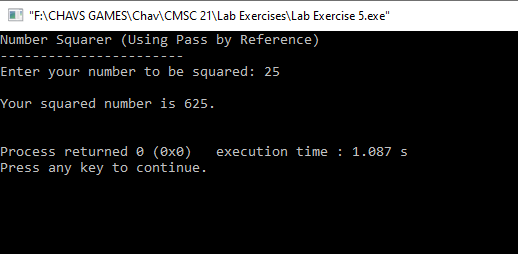 "F:\CHAVS GAMES\Chav\CMSC 21\Lab Exercises\Lab Exercise 5.exe"
Number Squarer (Using Pass by Reference)
-----------------------
Enter your number to be squared: 25
Your squared number is 625.
Process returned 0 (0x0)   execution time : 1.087 s
Press any key to continue.